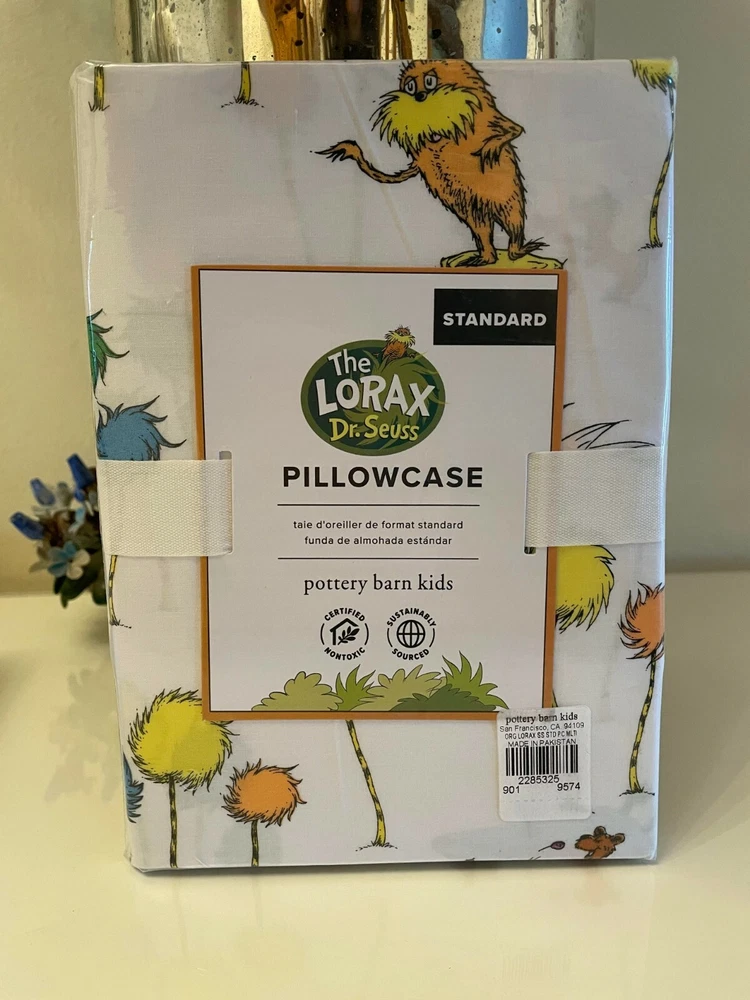 STANDARD
The
LORAX
Dr. Seuss
PILLOWCASE
taie d'oreiller de format standard
funda de almohada estándar
pottery barn kids
CERTIFIED
NONTOXIC
SUSTAINABLY
SOURCED
pottery barn kids
San Francisco, CA 94109
ORG LORAX SS STD PC MLTI
MADE IN PAKISTAN
2285325
901 9574